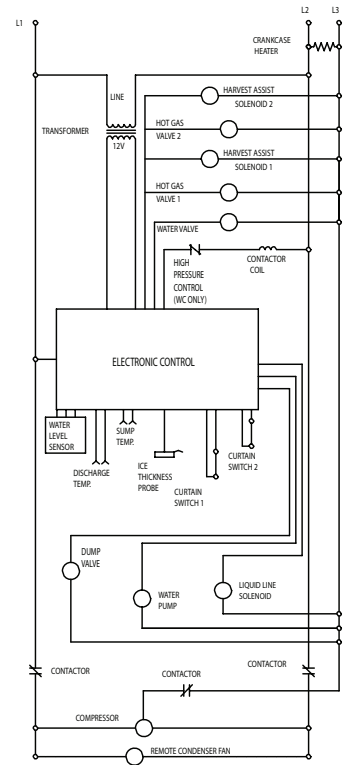 L1
L2
L3
CRANKCASE
HEATER
LINE
HARVEST ASSIST
SOLENOID 2
TRANSFORMER
HOT GAS
VALVE 2
12V
HARVEST ASSIST
SOLENOID 1
HOT GAS
VALVE 1
WATER VALVE
HIGH
PRESSURE
CONTROL
(WC ONLY)
CONTACTOR
COIL
ELECTRONIC CONTROL
WATER
LEVEL
SENSOR
DISCHARGE
TEMP.
SUMP
TEMP.
ICE
THICKNESS
PROBE
CURTAIN
SWITCH 1
CURTAIN
SWITCH 2
DUMP
VALVE
WATER
PUMP
LIQUID LINE
SOLENOID
CONTACTOR
CONTACTOR
CONTACTOR
COMPRESSOR
REMOTE CONDENSER FAN